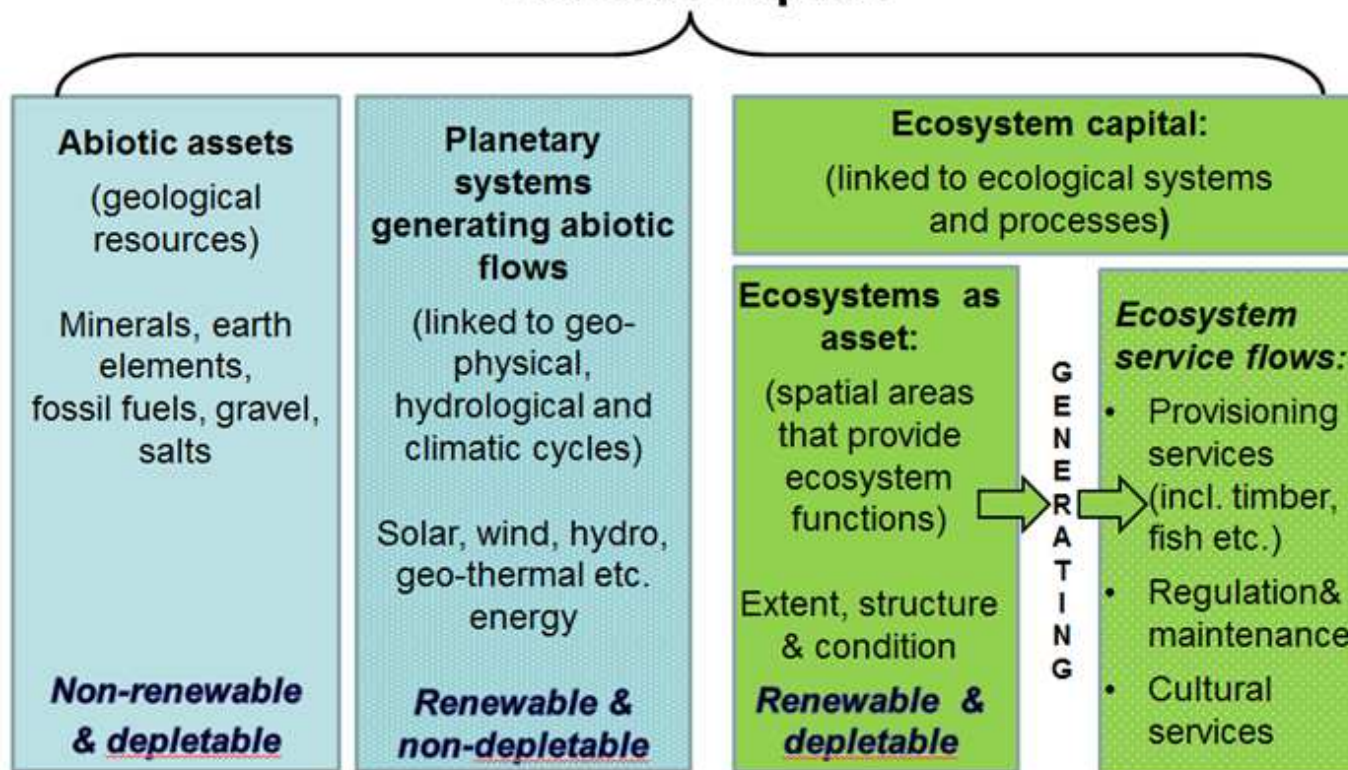 Abiotic assets
(geological
resources)
Minerals, earth
elements,
fossil fuels, gravel,
salts
Non-renewable
& depletable
Planetary
systems
generating abiotic
flows
(linked to geo-
physical,
hydrological and
climatic cycles)
Solar, wind, hydro,
geo-thermal etc.
energy
Renewable &
non-depletable
Ecosystem capital:
(linked to ecological systems
and processes)
Ecosystems as
asset:
(spatial areas
that provide
ecosystem
functions)
Extent, structure
& condition
Renewable &
depletable
GENERATING
Ecosystem
service flows:
• Provisioning
services
(incl. timber,
fish etc.)
• Regulation&
maintenance
• Cultural
services